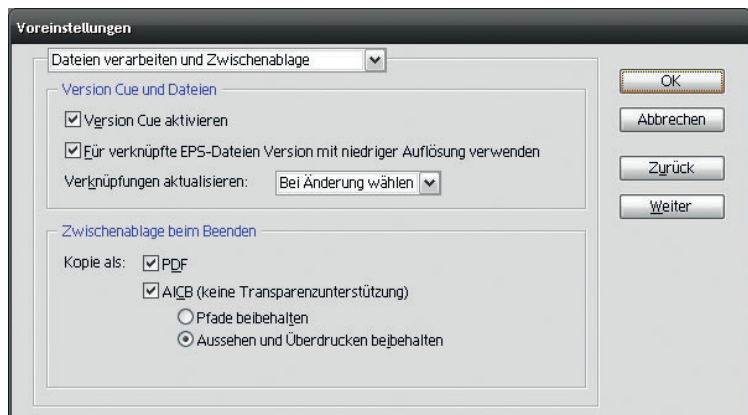 Voreinstellungen
Dateien verarbeiten und Zwischenablage
Version Cue und Dateien
Version Cue aktivieren
Für verknüpfte EPS-Dateien Version mit niedriger Auflösung verwenden
Verknüpfungen aktualisieren: Bei Änderung wählen
Zwischenablage beim Beenden
Kopie als: PDF
AICB (keine Transparenzunterstützung)
Pfade beibehalten
Aussehen und Überdrucken beibehalten
OK
Abbrechen
Zurück
Weiter